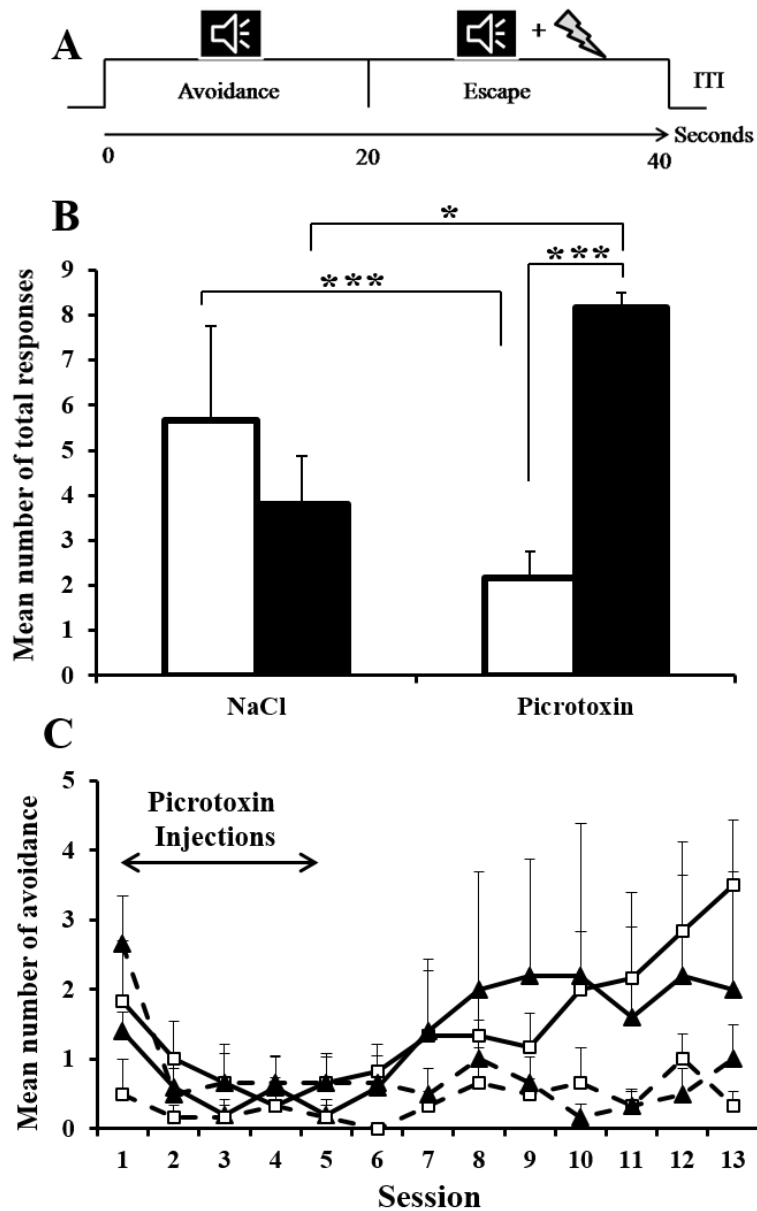 A
+
Avoidance
Escape
ITI
Seconds
0
20
40
B
*
***
***
Mean number of total responses
9
8
7
6
5
4
3
2
1
0
NaCl
Picrotoxin
C
Mean number of avoidance
5
4
3
2
1
0
Picrotoxin
Injections
1 2 3 4 5 6 7 8 9 10 11 12 13
Session